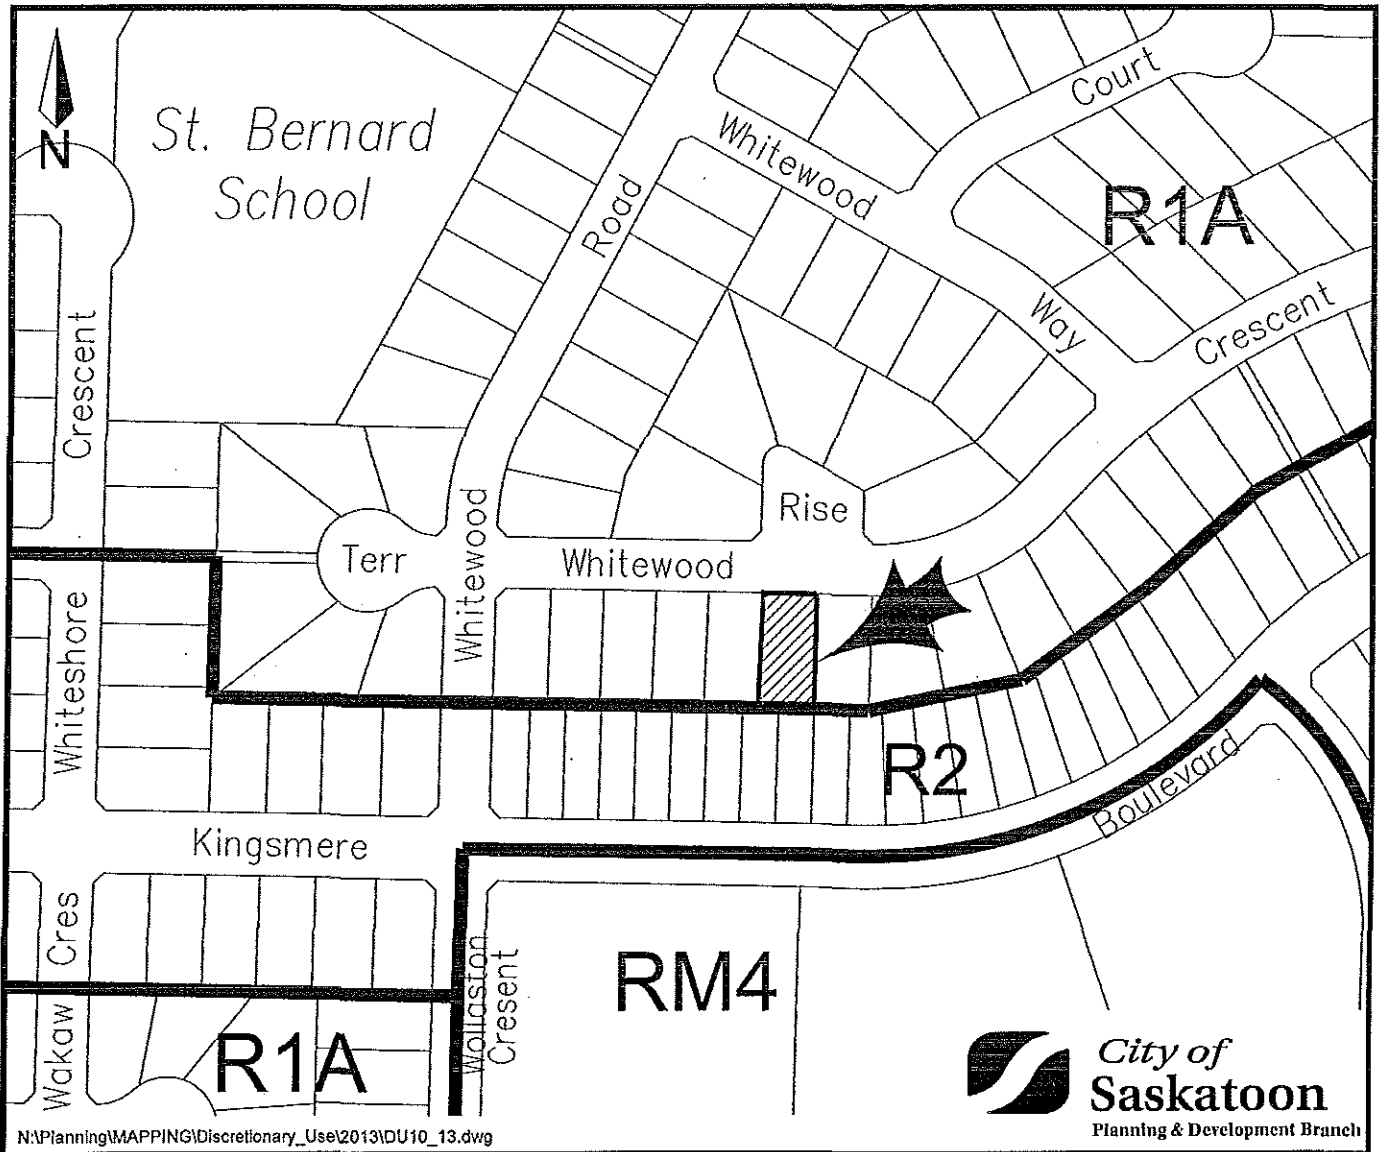 N
St. Bernard
School
Court
Whitewood
Road
R1A
Way
Crescent
Crescent
Rise
Terr
Whitewood
Whitewood
Whiteshore
R2
Boulevard
Kingsmere
Cres
Wakaw
Wollaston
Cresent
RM4
R1A
City of
Saskatoon
Planning & Development Branch
N:\Planning\MAPPING\Discretionary_Use\2013\DU10_13.dwg